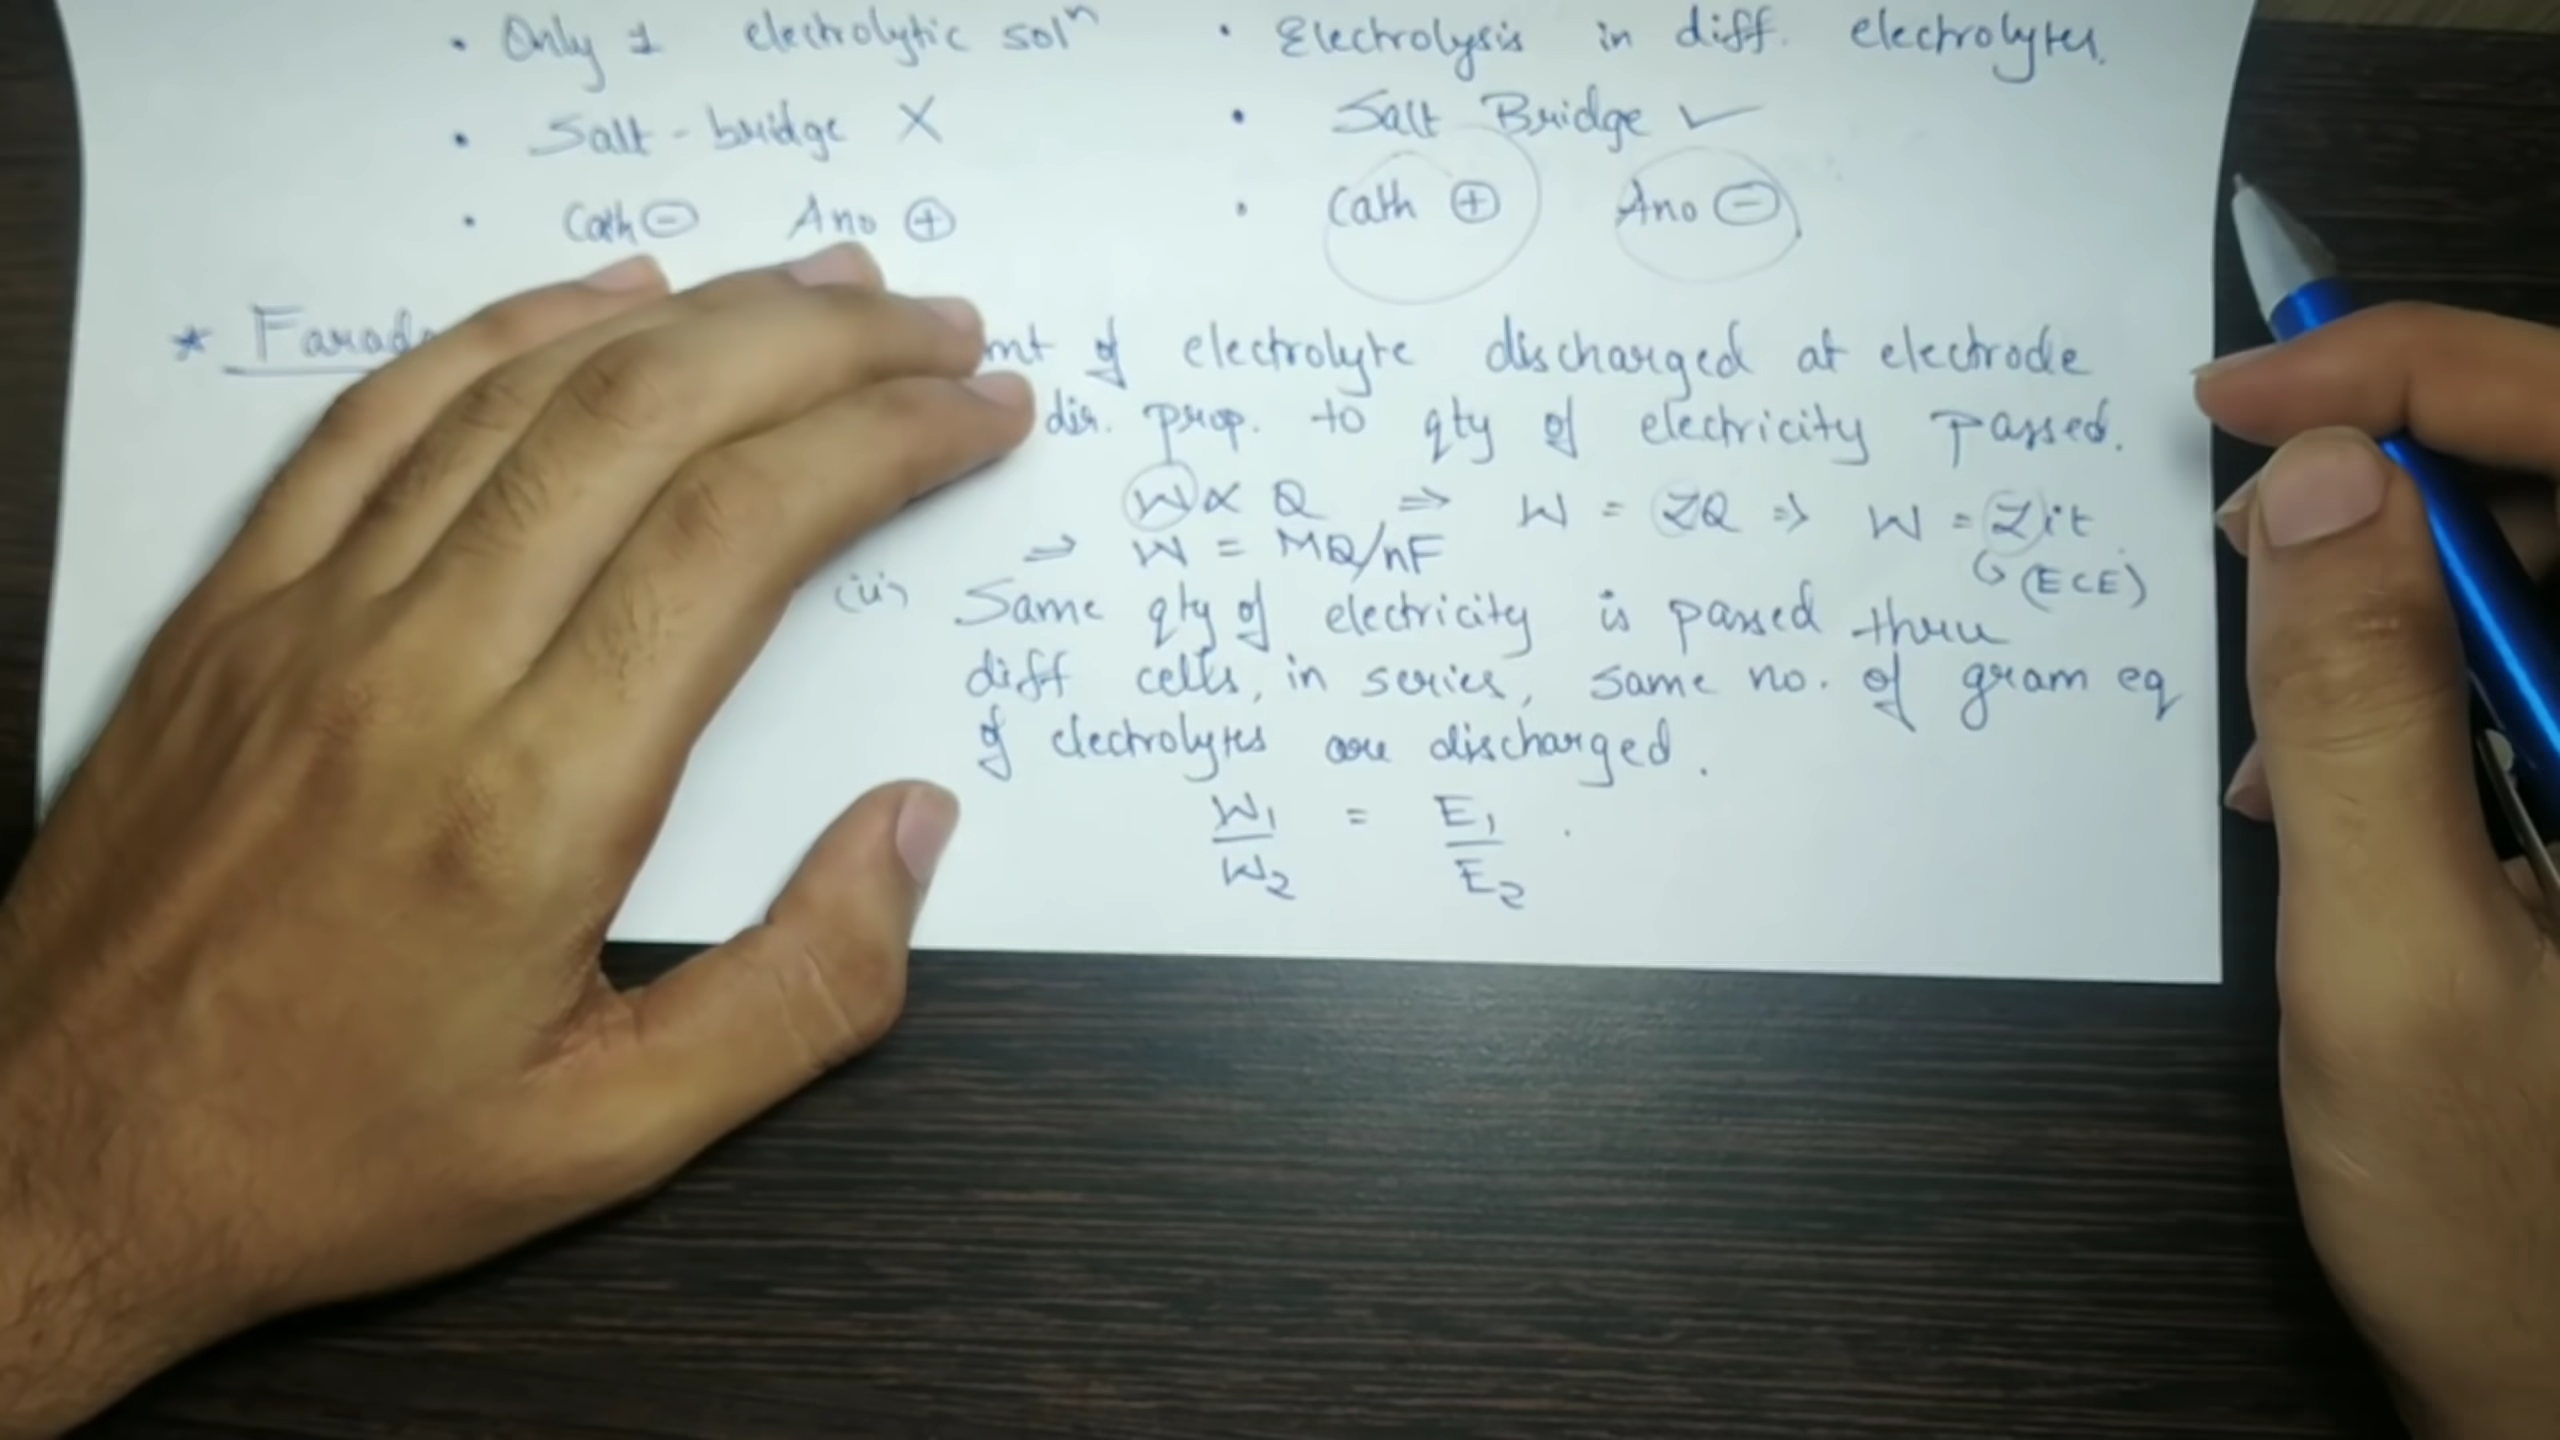 • Only 1 electrolytic solⁿ • Electrolysis in diff. electrolytes.
• Salt-bridge X • Salt Bridge ✓
• Cath ⊖ Ano ⊕ • Cath ⊕ Ano ⊖
* of electrolyte discharged at electrode
dir. prop. to qty of electricity passed.
W ∝ Q ⇒ W = ZQ ⇒ W = Zit
⇒ W = MQ/nF (ECE)
(ii) Same qty of electricity is passed thru
diff cells, in series, same no. of gram eq
of electrolytes are discharged.
W₁ = E₁ .
W₂ E₂